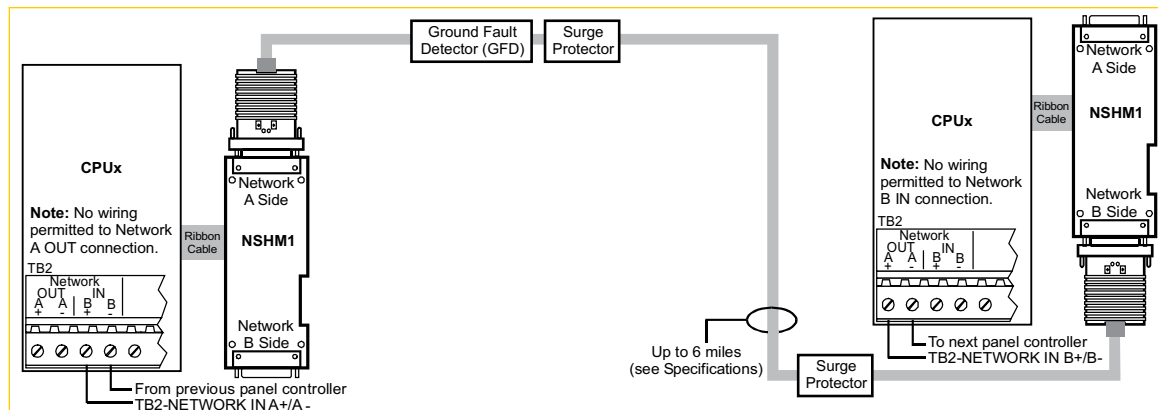 Ground Fault
Detector (GFD)
Surge
Protector
CPUx
Note: No wiring
permitted to Network
A OUT connection.
TB2
Network
OUT IN
A A B B
+ - + -
Ribbon
Cable
Network
A Side
NSHM1
Network
B Side
From previous panel controller
TB2-NETWORK IN A+/A -
Up to 6 miles
(see Specifications)
Surge
Protector
CPUx
Note: No wiring
permitted to Network
B IN connection.
TB2
Network
OUT IN
A A B B
+ - + -
To next panel controller
TB2-NETWORK IN B+/B-
Ribbon
Cable
Network
A Side
NSHM1
Network
B Side